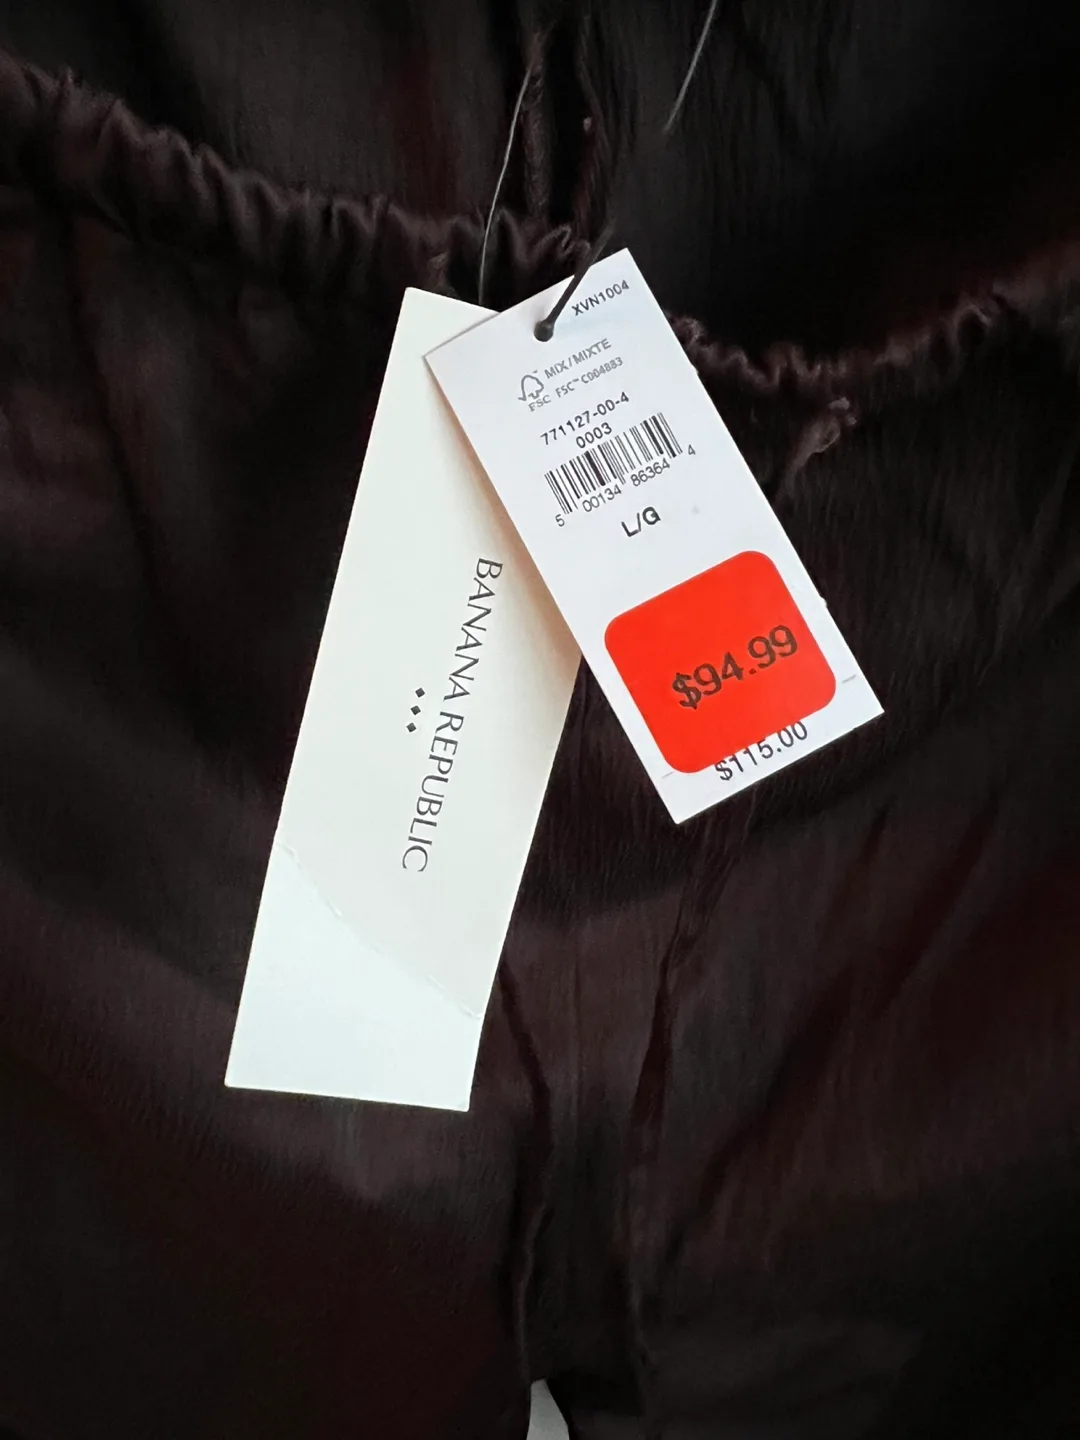 XVN1004
MIX/MIXTE
FSC FSC™ C004883
771127-00-4
0003
5 00134 86364 4
L/G
$94.99
$115.00
BANANA REPUBLIC